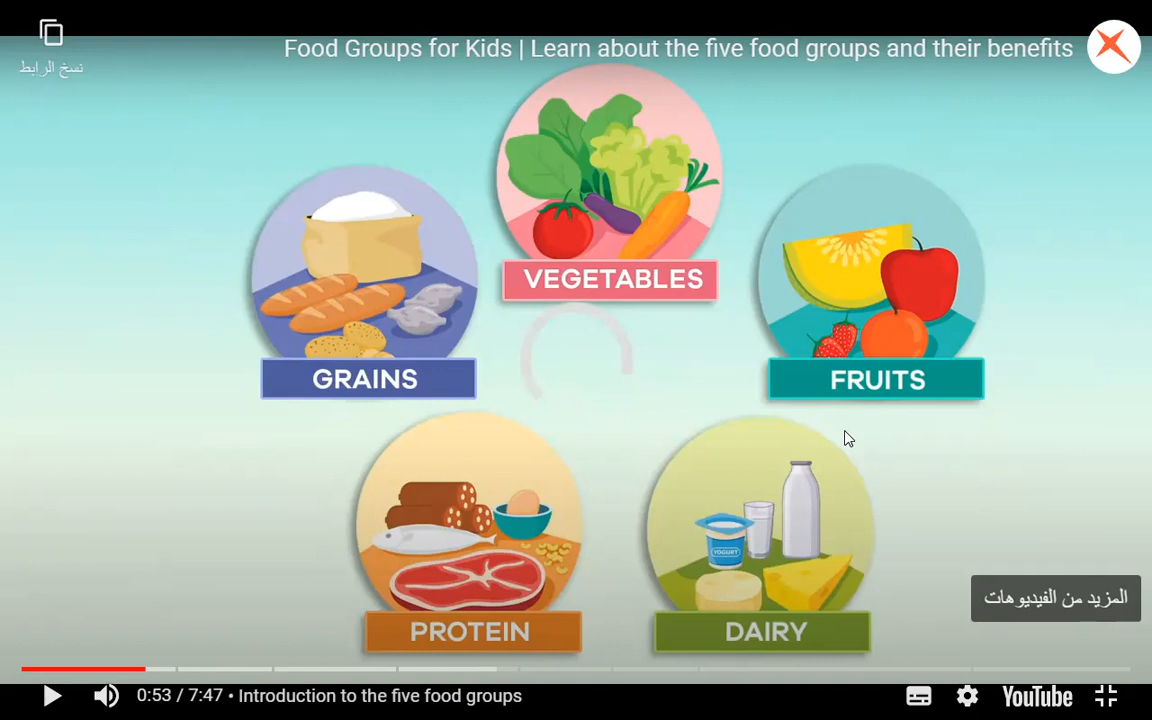 Food Groups for Kids | Learn about the five food groups and their benefits
نسخ الرابط
VEGETABLES
GRAINS
FRUITS
YOGURT
PROTEIN
DAIRY
المزيد من الفيديوهات
0:53 / 7:47 • Introduction to the five food groups
YouTube